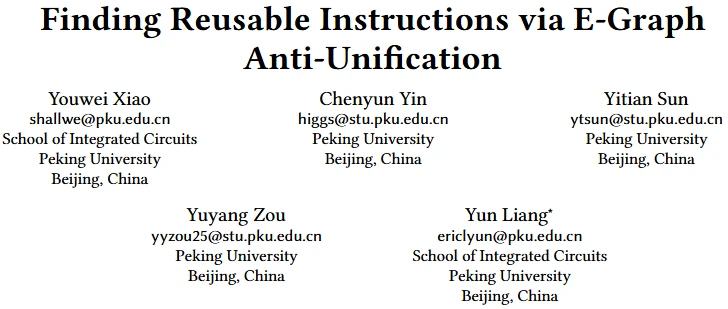 Finding Reusable Instructions via E-Graph
Anti-Unification
Youwei Xiao
shallwe@pku.edu.cn
School of Integrated Circuits
Peking University
Beijing, China
Chenyun Yin
higgs@stu.pku.edu.cn
Peking University
Beijing, China
Yitian Sun
ytsun@stu.pku.edu.cn
Peking University
Beijing, China
Yuyang Zou
yyzou25@stu.pku.edu.cn
Peking University
Beijing, China
Yun Liang*
ericlyun@pku.edu.cn
School of Integrated Circuits
Peking University
Beijing, China